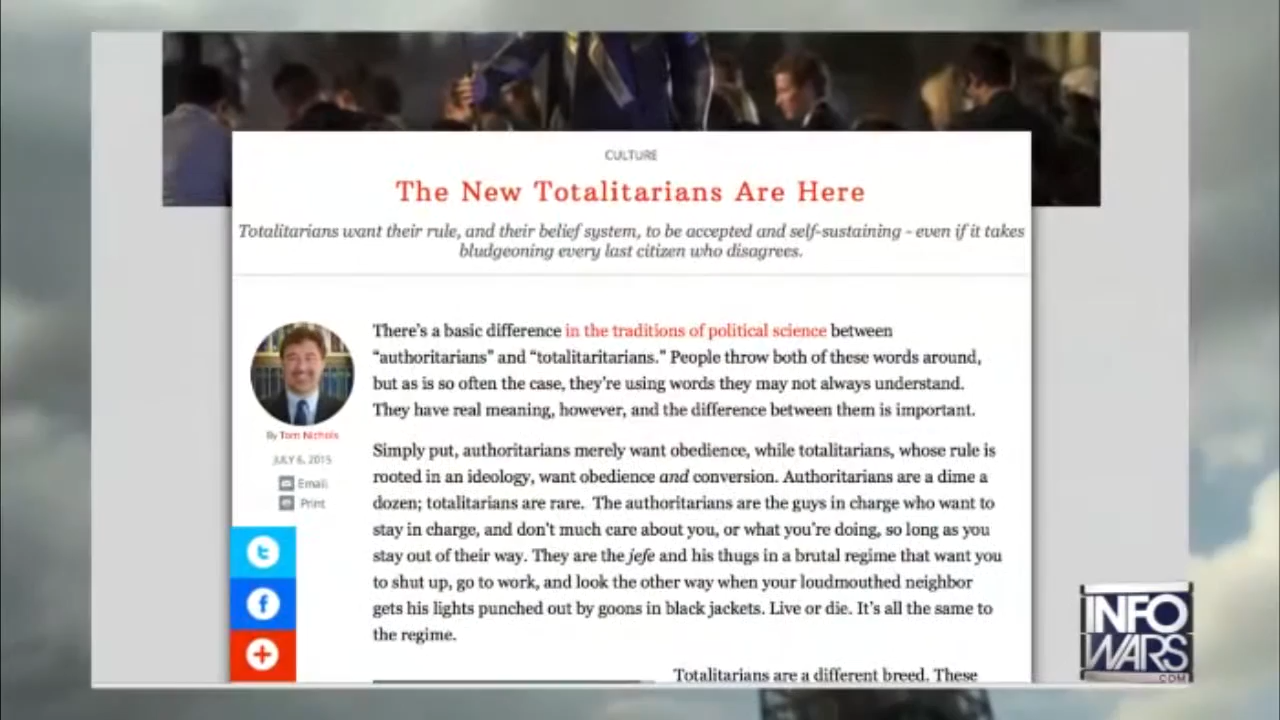 CULTURE
The New Totalitarians Are Here
Totalitarians want their rule, and their belief system, to be accepted and self-sustaining - even if it takes
bludgeoning every last citizen who disagrees.
By Tom Nichols
JULY 6, 2015
Email
Print
There's a basic difference in the traditions of political science between
“authoritarians” and “totalitaritarians.” People throw both of these words around,
but as is so often the case, they're using words they may not always understand.
They have real meaning, however, and the difference between them is important.
Simply put, authoritarians merely want obedience, while totalitarians, whose rule is
rooted in an ideology, want obedience and conversion. Authoritarians are a dime a
dozen; totalitarians are rare. The authoritarians are the guys in charge who want to
stay in charge, and don't much care about you, or what you're doing, so long as you
stay out of their way. They are the jefe and his thugs in a brutal regime that want you
to shut up, go to work, and look the other way when your loudmouthed neighbor
gets his lights punched out by goons in black jackets. Live or die. It's all the same to
the regime.
Totalitarians are a different breed. These
INFO
WARS
.COM